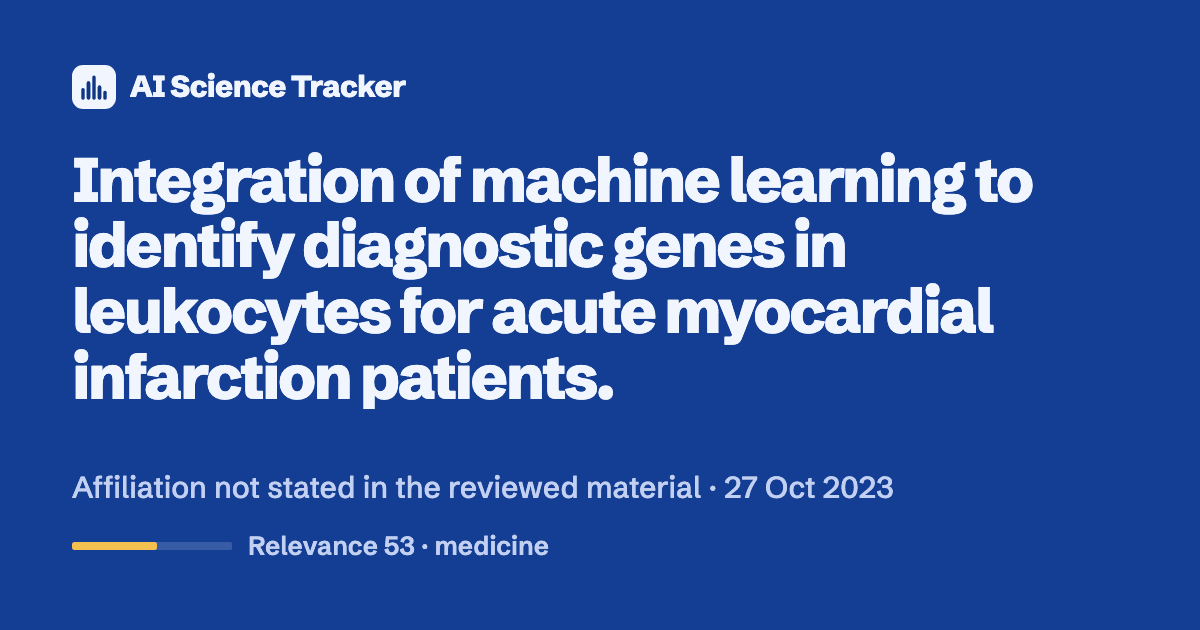 AI Science Tracker
Integration of machine learning to
identify diagnostic genes in
leukocytes for acute myocardial
infarction patients.
Affiliation not stated in the reviewed material · 27 Oct 2023
Relevance 53 · medicine